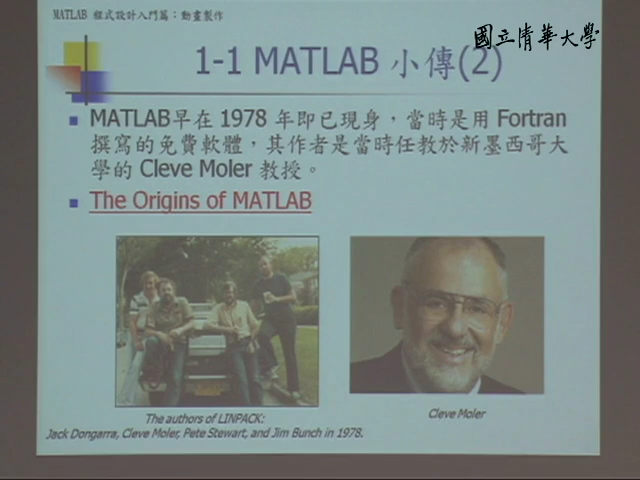 MATLAB 程式設計入門篇：動畫製作
國立清華大學
1-1 MATLAB 小傳(2)
MATLAB早在 1978 年即已現身，當時是用 Fortran
撰寫的免費軟體，其作者是當時任教於新墨西哥大
學的 Cleve Moler 教授。
The Origins of MATLAB
The authors of LINPACK:
Jack Dongarra, Cleve Moler, Pete Stewart, and Jim Bunch in 1978.
Cleve Moler